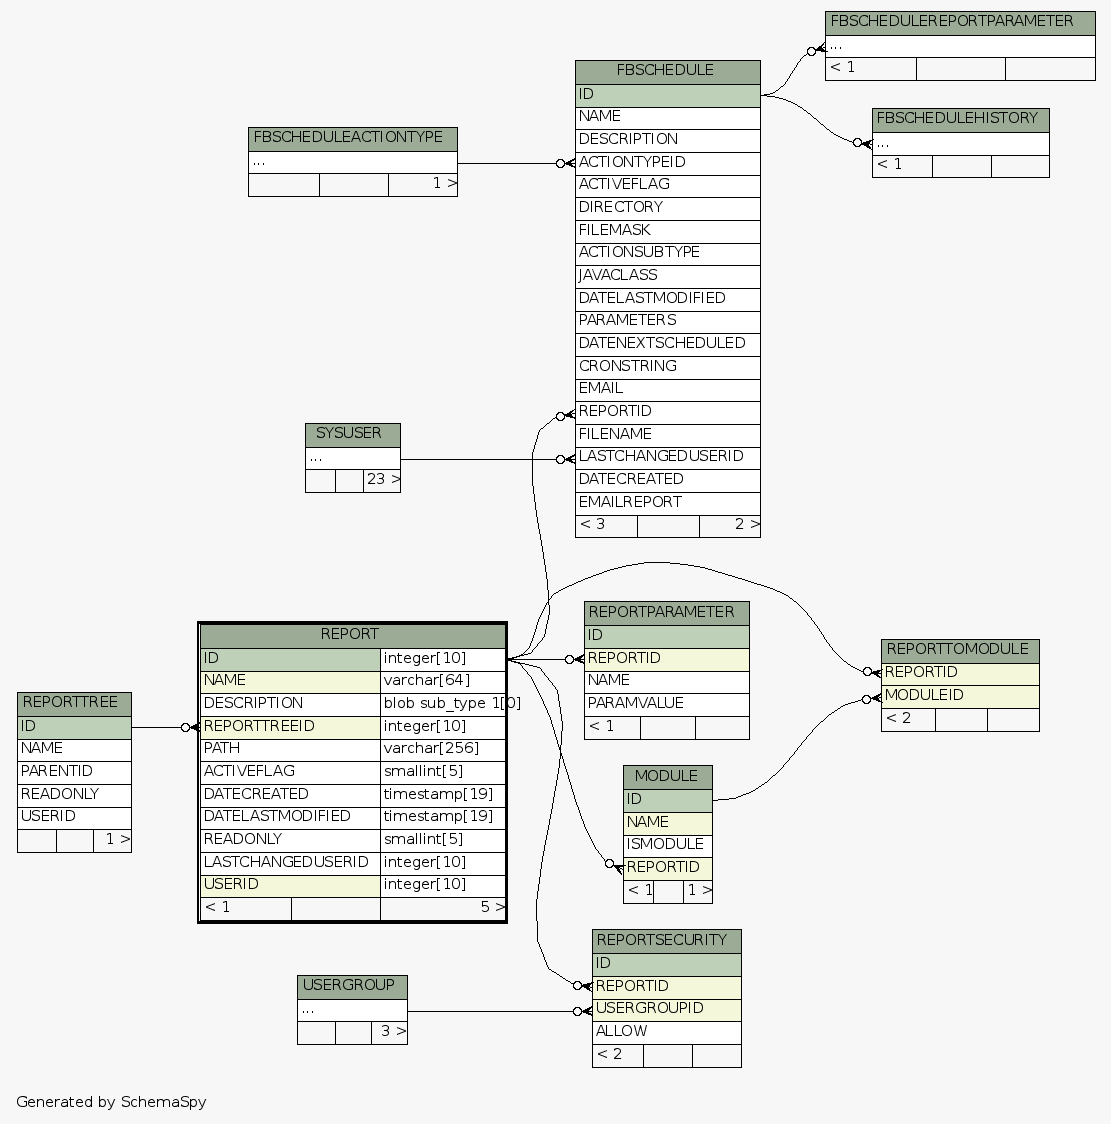 FBSCHEDULEREPORTPARAMETER
...
< 1
FBSCHEDULE
ID
NAME
DESCRIPTION
ACTIONTYPEID
ACTIVEFLAG
DIRECTORY
FILEMASK
ACTIONSUBTYPE
JAVACLASS
DATELASTMODIFIED
PARAMETERS
DATENEXTSCHEDULED
CRONSTRING
EMAIL
REPORTID
FILENAME
LASTCHANGEDUSERID
DATECREATED
EMAILREPORT
< 3 2 >
FBSCHEDULEHISTORY
...
< 1
FBSCHEDULEACTIONTYPE
...
1 >
SYSUSER
...
23 >
REPORTPARAMETER
ID
REPORTID
NAME
PARAMVALUE
< 1
REPORT
ID integer[10]
NAME varchar[64]
DESCRIPTION blob sub_type 1[0]
REPORTTREEID integer[10]
PATH varchar[256]
ACTIVEFLAG smallint[5]
DATECREATED timestamp[19]
DATELASTMODIFIED timestamp[19]
READONLY smallint[5]
LASTCHANGEDUSERID integer[10]
USERID integer[10]
< 1 5 >
REPORTTOMODULE
REPORTID
MODULEID
< 2
REPORTTREE
ID
NAME
PARENTID
READONLY
USERID
1 >
MODULE
ID
NAME
ISMODULE
REPORTID
< 1 1 >
REPORTSECURITY
ID
REPORTID
USERGROUPID
ALLOW
< 2
USERGROUP
...
3 >
Generated by SchemaSpy